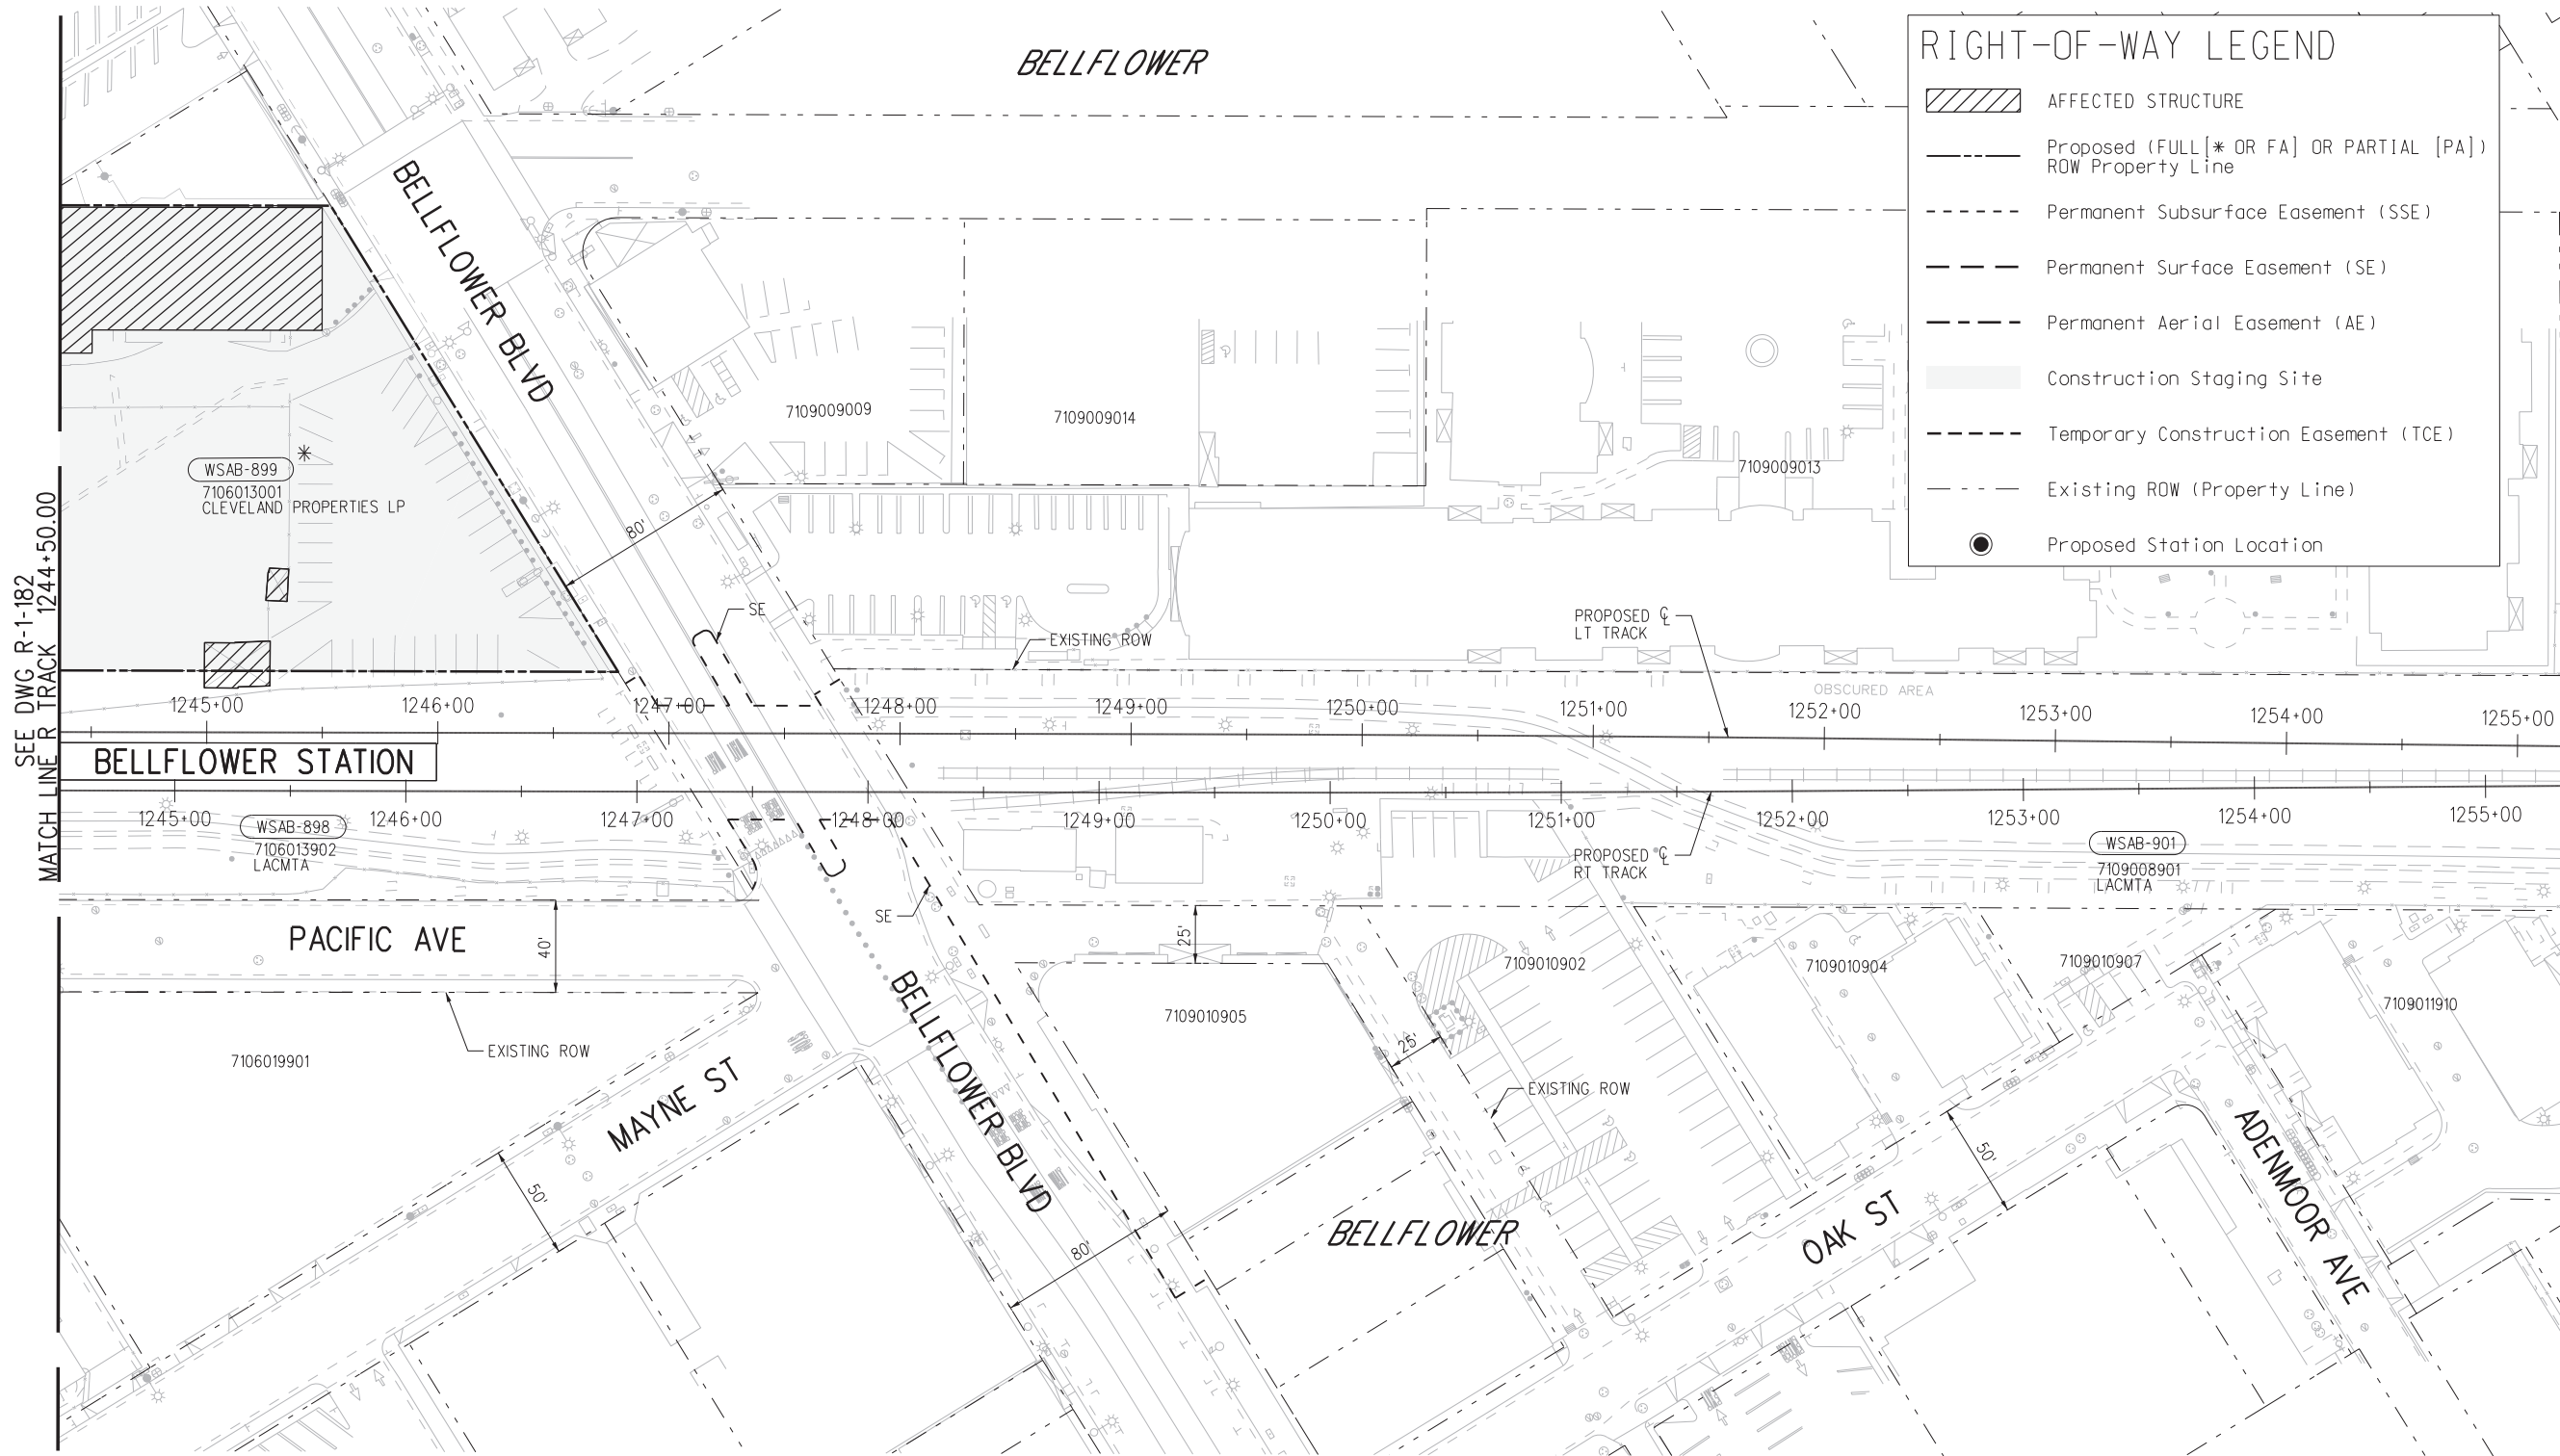 BELLFLOWER
RIGHT-OF-WAY LEGEND
AFFECTED STRUCTURE
Proposed (FULL[* OR FA] OR PARTIAL [PA])
ROW Property Line
Permanent Subsurface Easement (SSE)
Permanent Surface Easement (SE)
Permanent Aerial Easement (AE)
Construction Staging Site
Temporary Construction Easement (TCE)
Existing ROW (Property Line)
Proposed Station Location
BELLFLOWER BLVD
7109009009
7109009014
7109009013
*
WSAB-899
7106013001
CLEVELAND PROPERTIES LP
80'
SEE DWG R-1-182
MATCH LINE R TRACK 1244+50.00
SE
EXISTING ROW
PROPOSED ℄
LT TRACK
OBSCURED AREA
1245+00
1246+00
1247+00
1248+00
1249+00
1250+00
1251+00
1252+00
1253+00
1254+00
1255+00
BELLFLOWER STATION
1245+00
1246+00
1247+00
1248+00
1249+00
1250+00
1251+00
1252+00
1253+00
1254+00
1255+00
WSAB-898
7106013902
LACMTA
PROPOSED ℄
RT TRACK
WSAB-901
7109008901
LACMTA
SE
PACIFIC AVE
40'
25'
7109010902
7109010904
7109010907
7109011910
7109010905
BELLFLOWER BLVD
EXISTING ROW
7106019901
25'
MAYNE ST
EXISTING ROW
50'
50'
ADENMOOR AVE
80'
BELLFLOWER
OAK ST